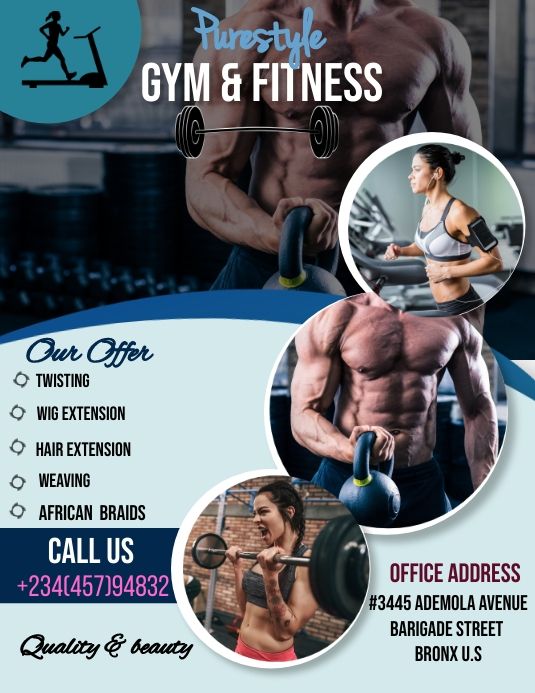 Purestyle
GYM & FITNESS
Our Offer
TWISTING
WIG EXTENSION
HAIR EXTENSION
WEAVING
AFRICAN BRAIDS
CALL US
+234(457)94832
Quality & beauty
OFFICE ADDRESS
#3445 ADEMOLA AVENUE
BARIGADE STREET
BRONX U.S